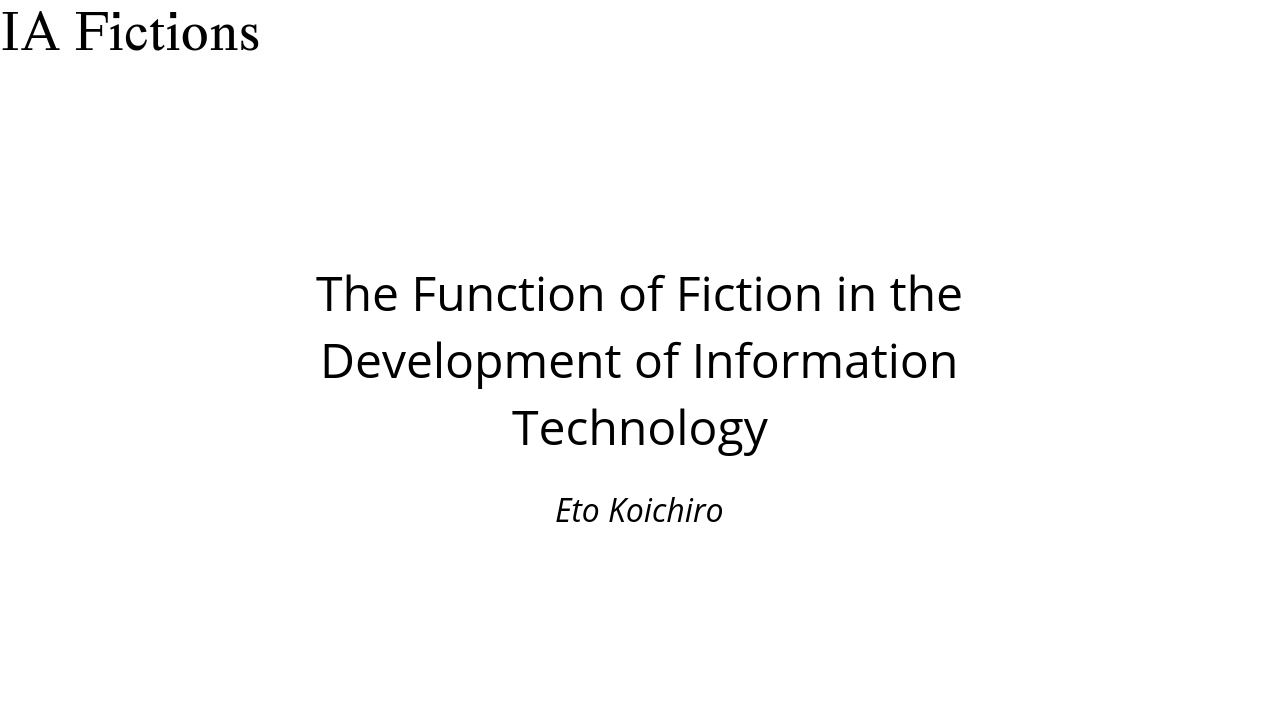 IA Fictions
The Function of Fiction in the
Development of Information
Technology
Eto Koichiro